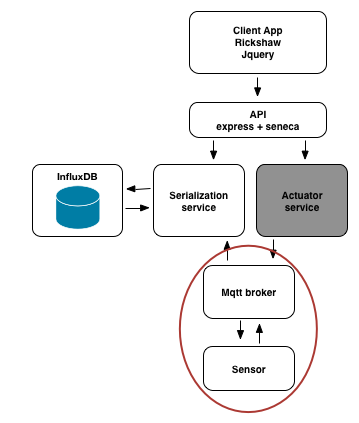 Client App
Rickshaw
Jquery
API
express + seneca
InfluxDB
Serialization
service
Actuator
service
Mqtt broker
Sensor